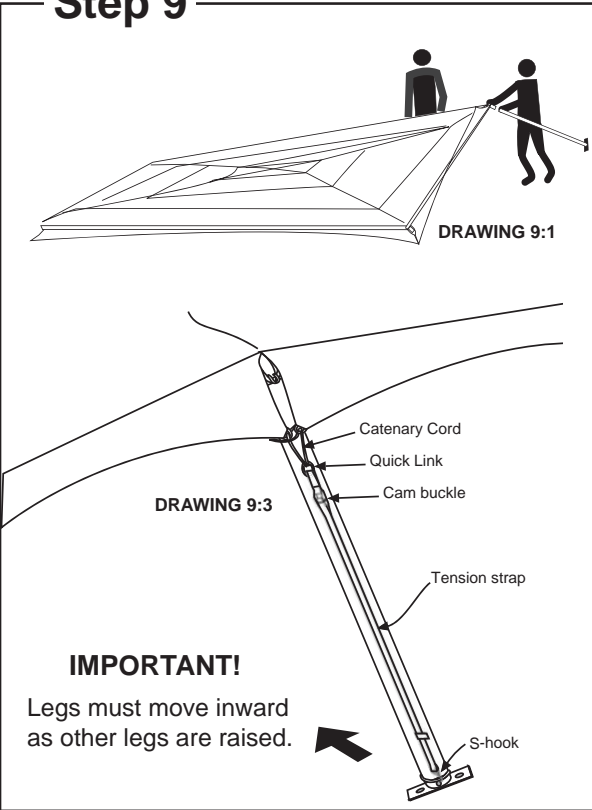 Step 9
DRAWING 9:1
Catenary Cord
Quick Link
Cam buckle
DRAWING 9:3
Tension strap
IMPORTANT!
Legs must move inward
as other legs are raised.
S-hook